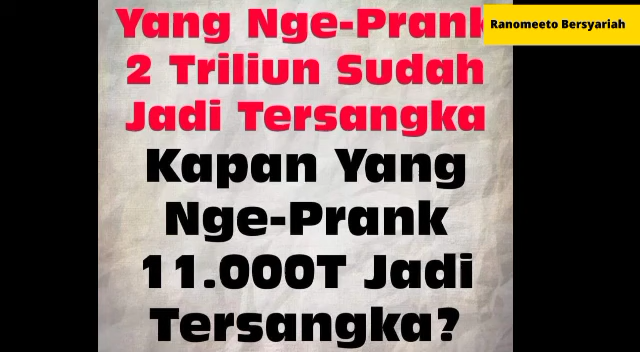 Yang Nge-Prank
2 Triliun Sudah
Jadi Tersangka
Kapan Yang
Nge-Prank
11.000T Jadi
Tersangka?
Ranomeeto Bersyariah